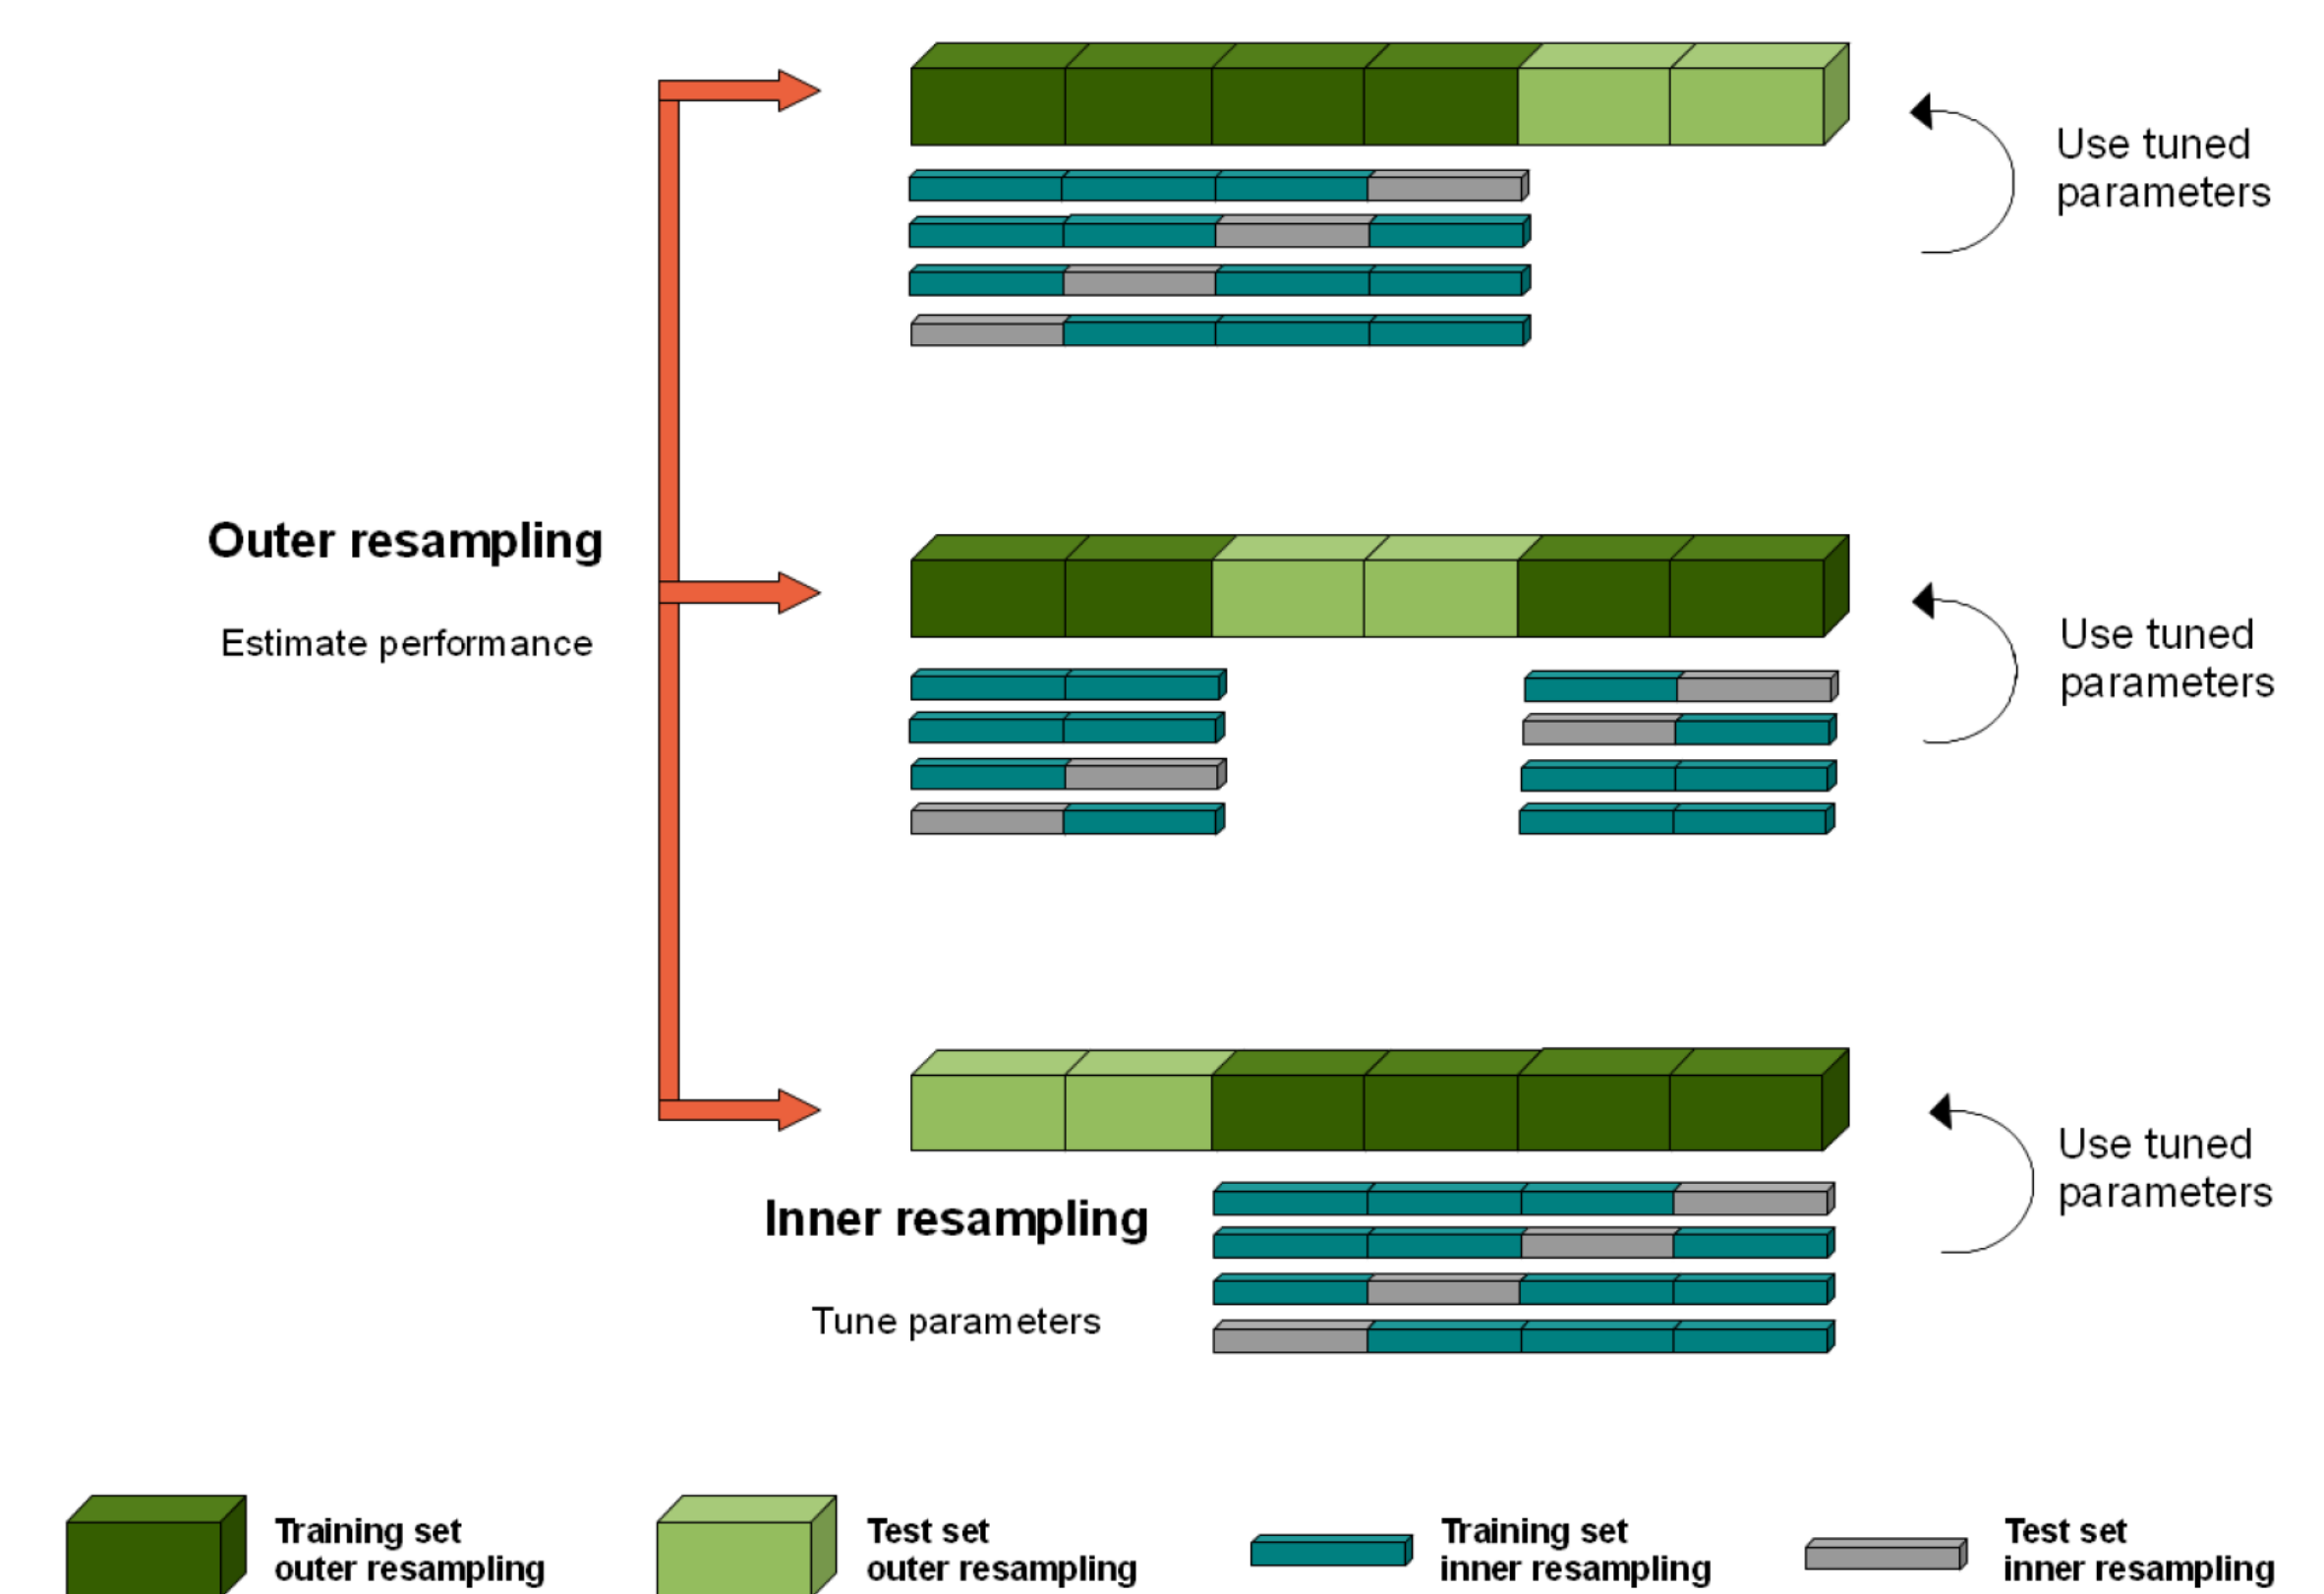 Use tuned
parameters
Outer resampling
Estimate performance
Use tuned
parameters
Inner resampling
Tune parameters
Use tuned
parameters
Training set
outer resampling
Test set
outer resampling
Training set
inner resampling
Test set
inner resampling